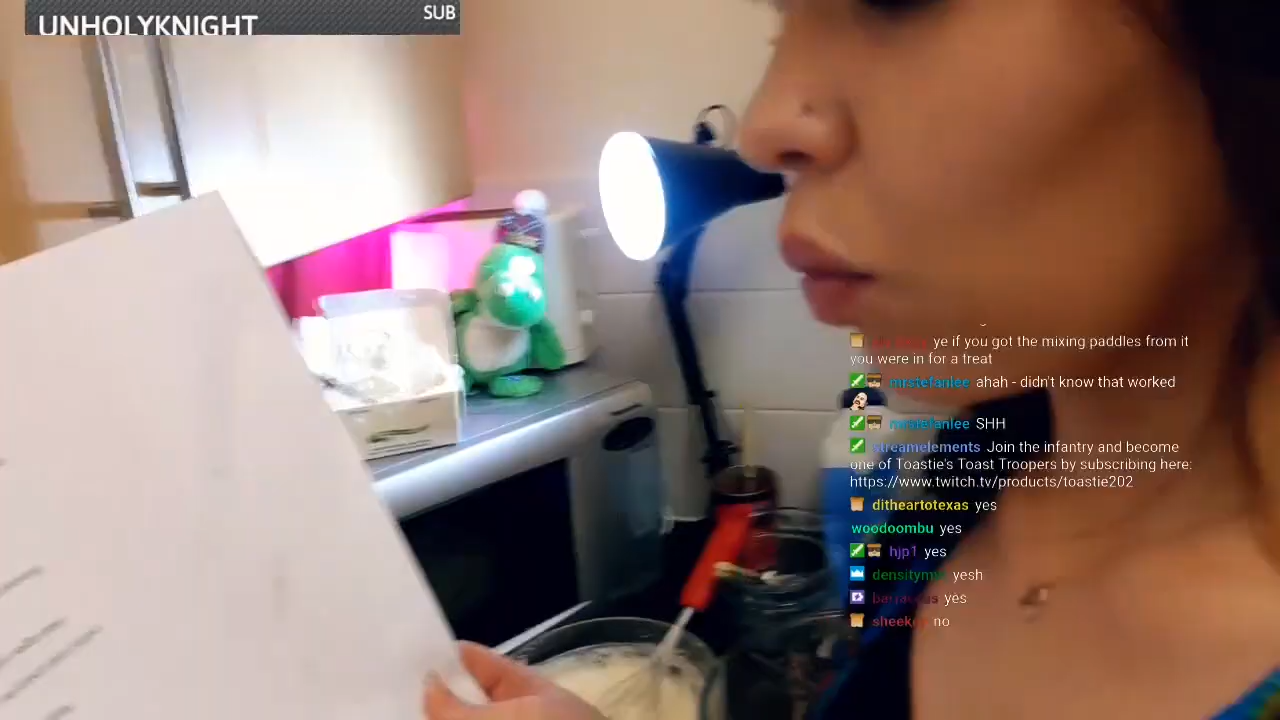 UNHOLYKNIGHT
SUB
ye if you got the mixing paddles from it
you were in for a treat
mrstefanlee ahah - didn't know that worked
mrstefanlee SHH
streamelements Join the infantry and become
one of Toastie's Toast Troopers by subscribing here:
https://www.twitch.tv/products/toastie202
ditheartotexas yes
woodoombu yes
hjp1 yes
yesh
yes
no